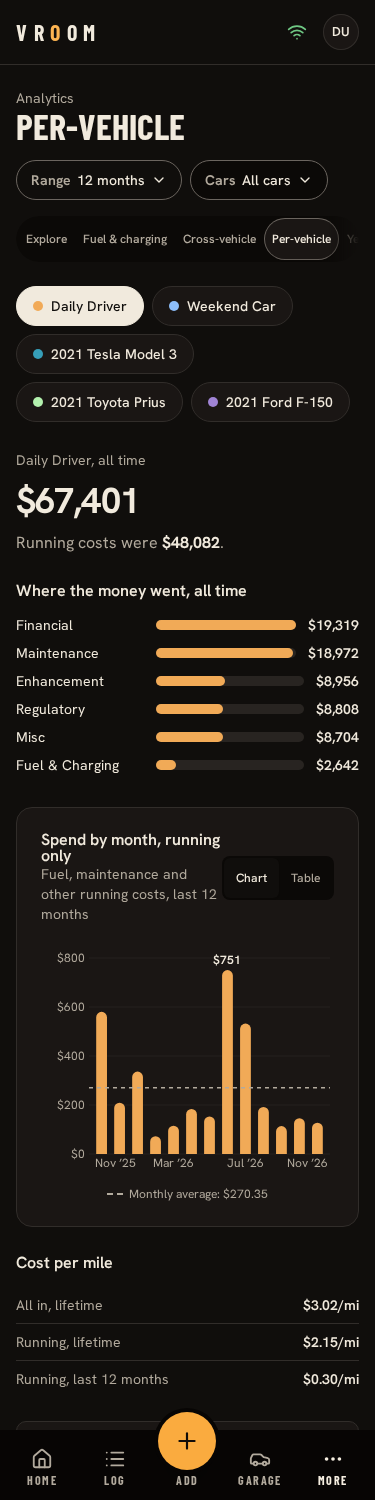 VROOM
DU
Analytics
PER-VEHICLE
Range 12 months
Cars All cars
Explore Fuel & charging Cross-vehicle Per-vehicle
Daily Driver
Weekend Car
2021 Tesla Model 3
2021 Toyota Prius
2021 Ford F-150
Daily Driver, all time
$67,401
Running costs were $48,082.
Where the money went, all time
Financial $19,319
Maintenance $18,972
Enhancement $8,956
Regulatory $8,808
Misc $8,704
Fuel & Charging $2,642
Spend by month, running
only
Fuel, maintenance and
other running costs, last 12
months
Chart Table
$800
$751
$600
$400
$200
$0
Nov '25 Mar '26 Jul '26 Nov '26
Monthly average: $270.35
Cost per mile
All in, lifetime $3.02/mi
Running, lifetime $2.15/mi
Running, last 12 months $0.30/mi
HOME LOG ADD GARAGE MORE